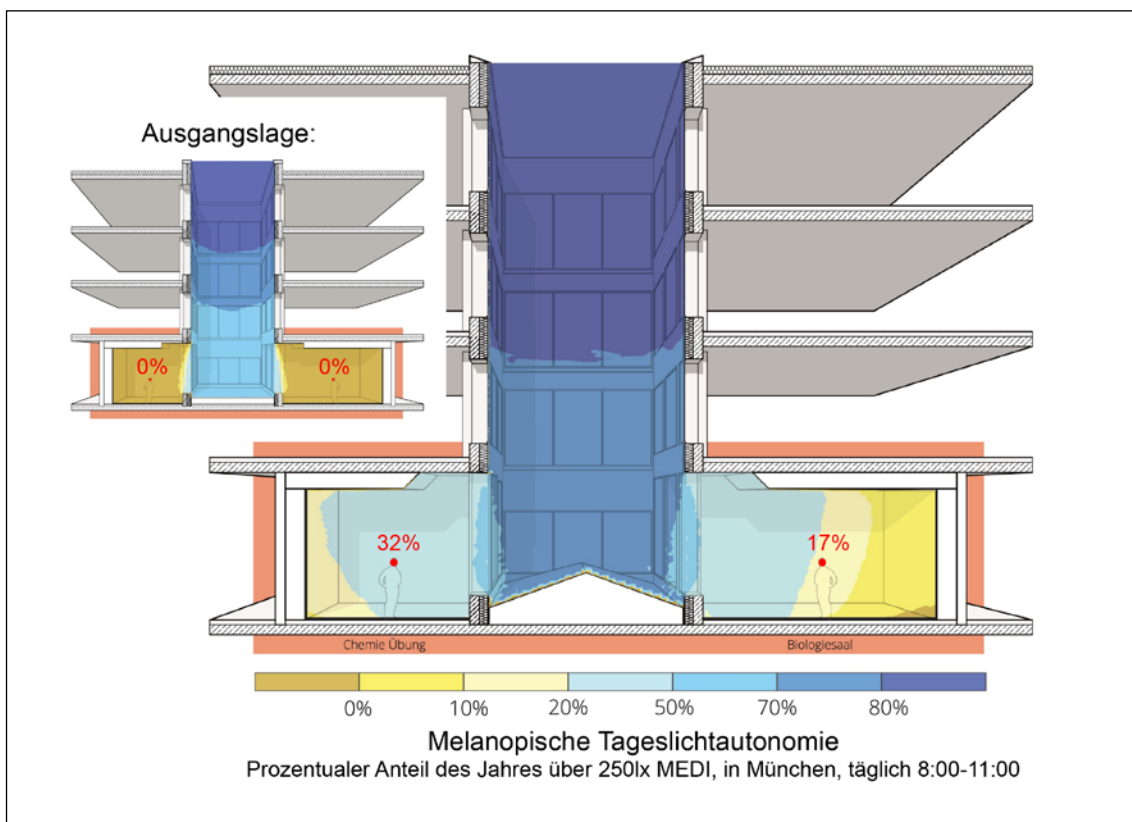 Ausgangslage:
0%
0%
32%
17%
Chemie Übung
Biologiesaal
0%
10%
20%
50%
70%
80%
Melanopische Tageslichtautonomie
Prozentualer Anteil des Jahres über 250lx MEDI, in München, täglich 8:00-11:00